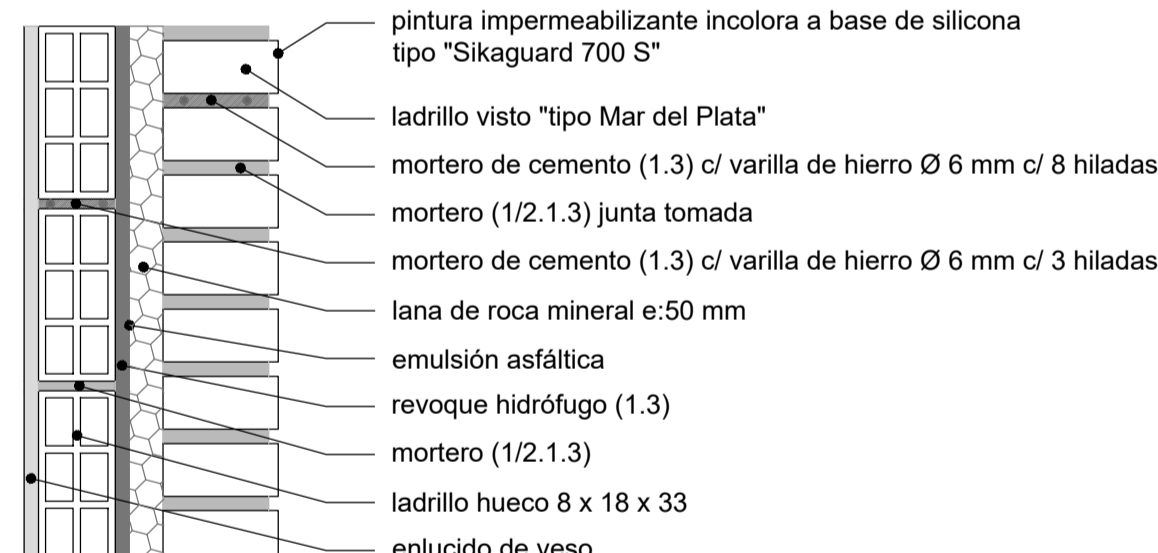 pintura impermeabilizante incolora a base de silicona
tipo "Sikaguard 700 S"
ladrillo visto "tipo Mar del Plata"
mortero de cemento (1.3) c/ varilla de hierro Ø 6 mm c/ 8 hiladas
mortero (1/2.1.3) junta tomada
mortero de cemento (1.3) c/ varilla de hierro Ø 6 mm c/ 3 hiladas
lana de roca mineral e:50 mm
emulsión asfáltica
revoque hidrófugo (1.3)
mortero (1/2.1.3)
ladrillo hueco 8 x 18 x 33
enlucido de yeso